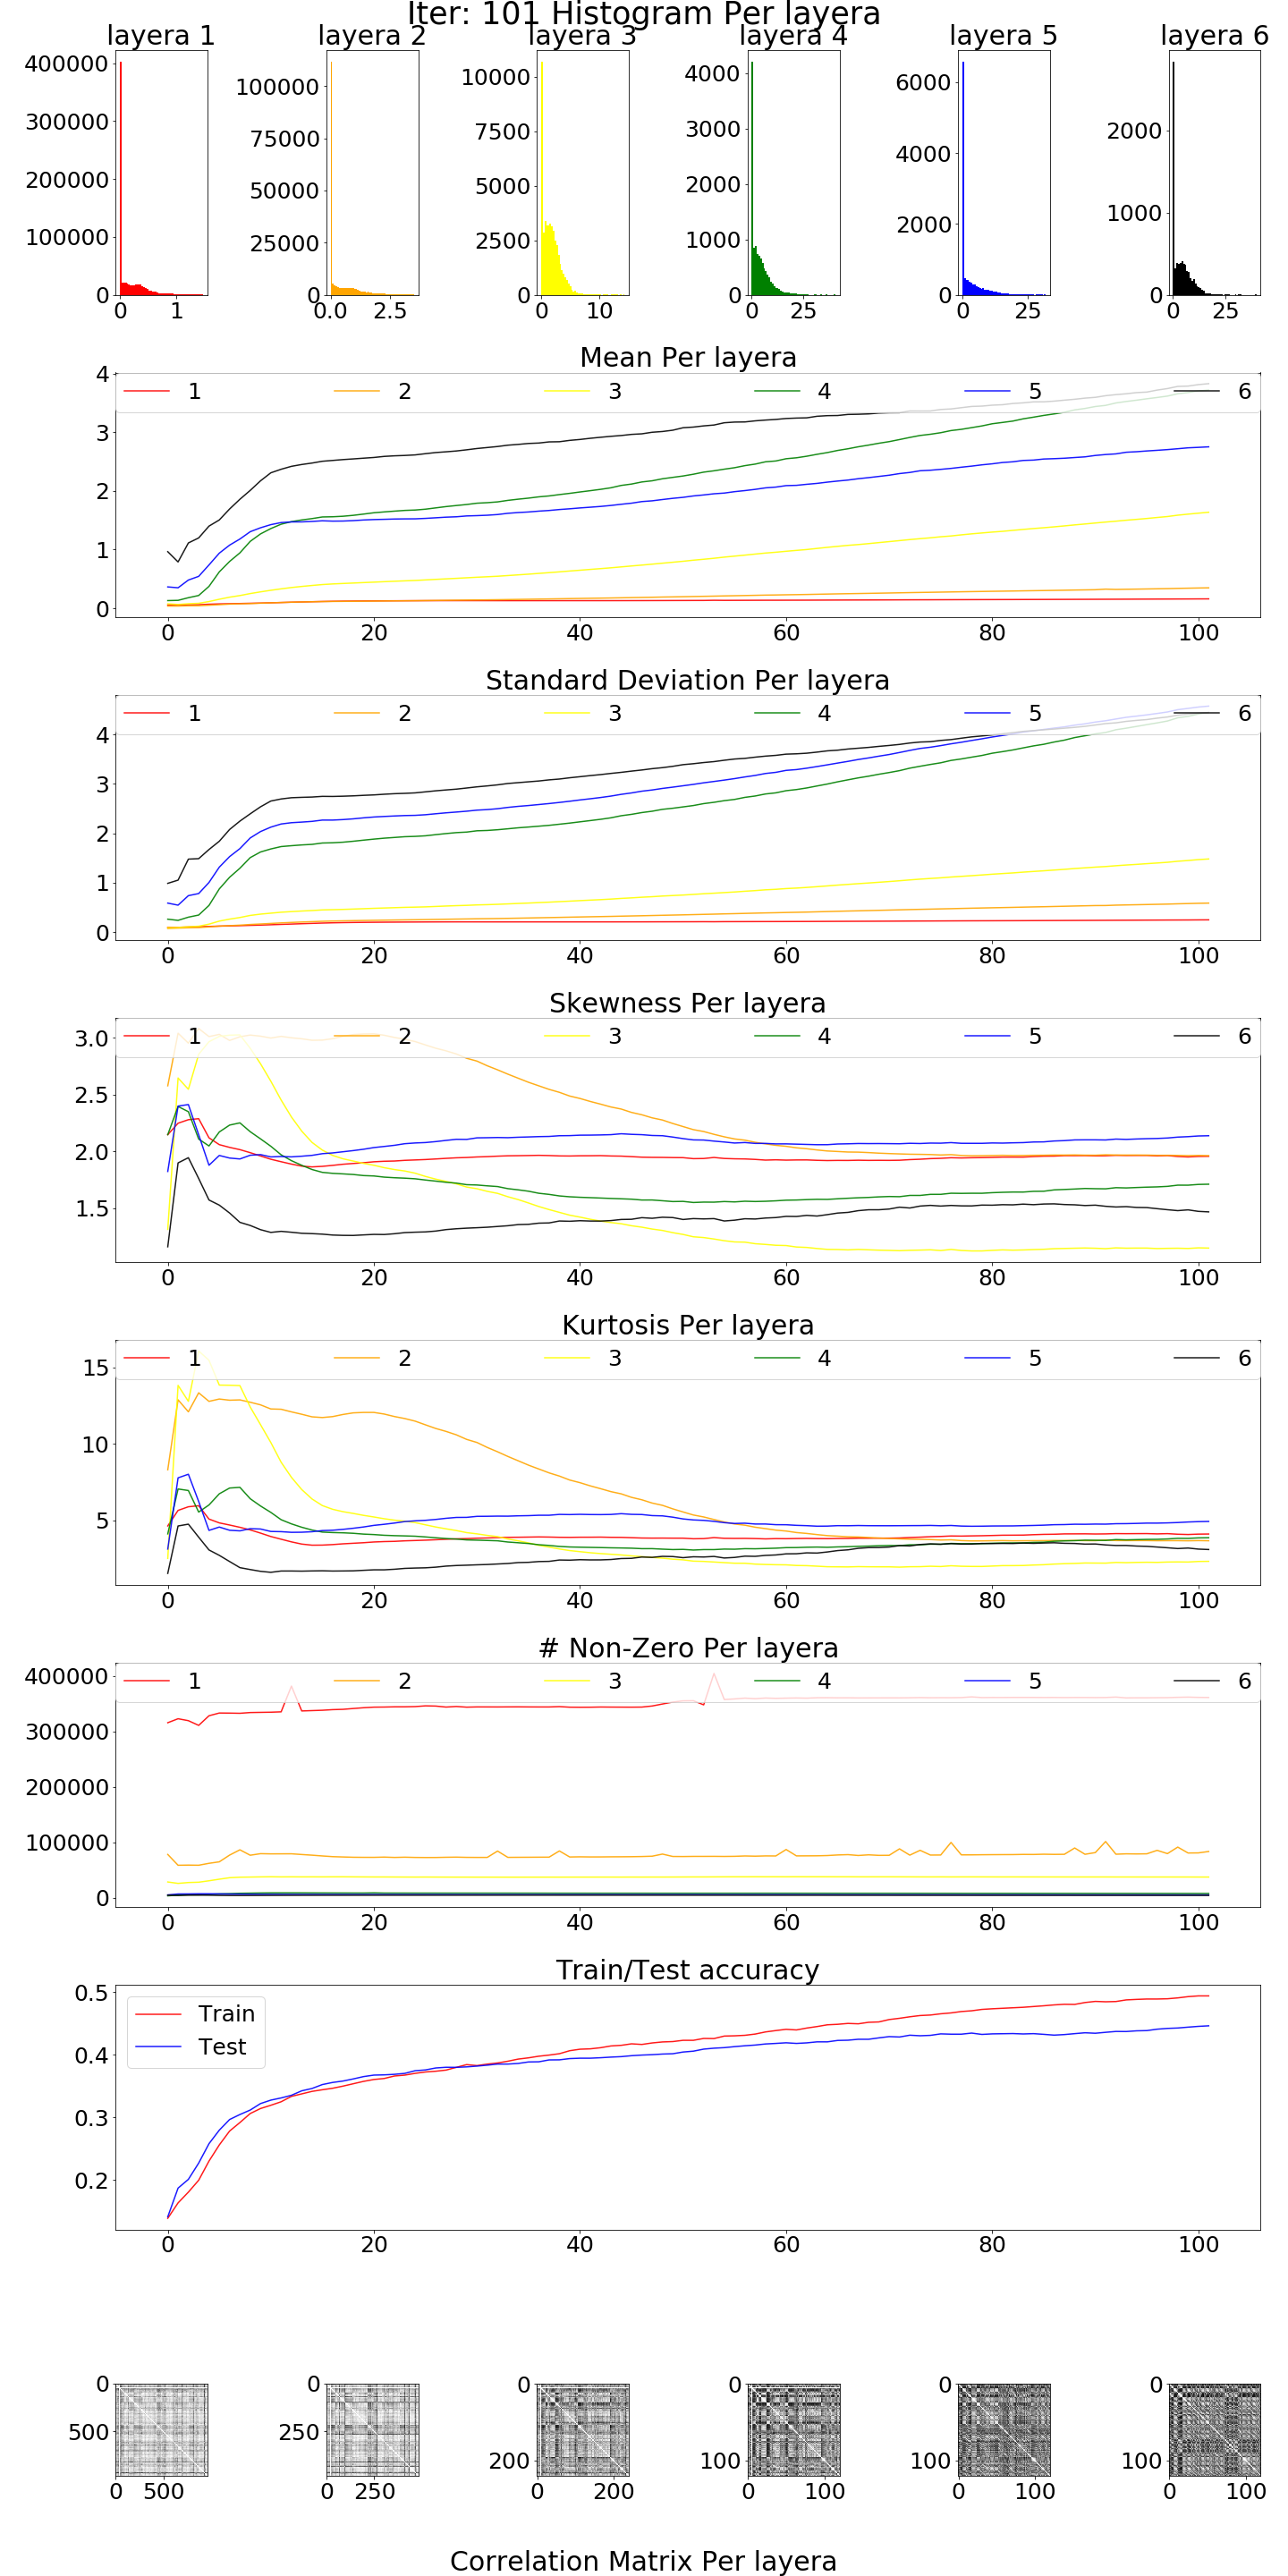 Iter: 101 Histogram Per layera
layera 1 layera 2 layera 3 layera 4 layera 5 layera 6
400000 300000 200000 100000 0
0 1
100000 75000 50000 25000 0
0.0 2.5
10000 7500 5000 2500 0
0 10
4000 3000 2000 1000 0
0 25
6000 4000 2000 0
0 25
2000 1000 0
0 25
Mean Per layera
1 2 3 4 5 6
4
3
2
1
0
0 20 40 60 80 100
Standard Deviation Per layera
1 2 3 4 5 6
4
3
2
1
0
0 20 40 60 80 100
Skewness Per layera
1 2 3 4 5 6
3.0
2.5
2.0
1.5
0 20 40 60 80 100
Kurtosis Per layera
1 2 3 4 5 6
15
10
5
0 20 40 60 80 100
# Non-Zero Per layera
1 2 3 4 5 6
400000
300000
200000
100000
0
0 20 40 60 80 100
Train/Test accuracy
Train
Test
0.5
0.4
0.3
0.2
0 20 40 60 80 100
0 500
0 500
0 250
0 250
0 200
0 200
0 100
0 100
0 100
0 100
0 100
0 100
Correlation Matrix Per layera